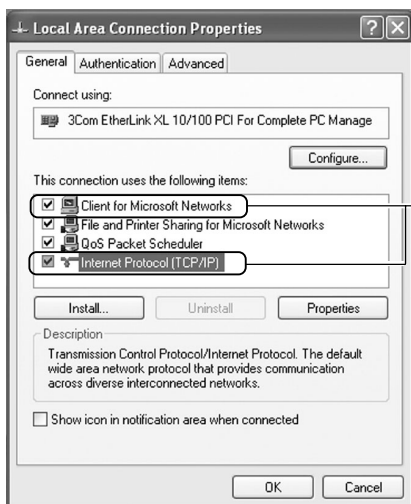 Local Area Connection Properties
General Authentication Advanced
Connect using:
3Com EtherLink XL 10/100 PCI For Complete PC Manage
Configure...
This connection uses the following items:
Client for Microsoft Networks
File and Printer Sharing for Microsoft Networks
QoS Packet Scheduler
Internet Protocol (TCP/IP)
Install... Uninstall Properties
Description
Transmission Control Protocol/Internet Protocol. The default
wide area network protocol that provides communication
across diverse interconnected networks.
Show icon in notification area when connected
OK Cancel